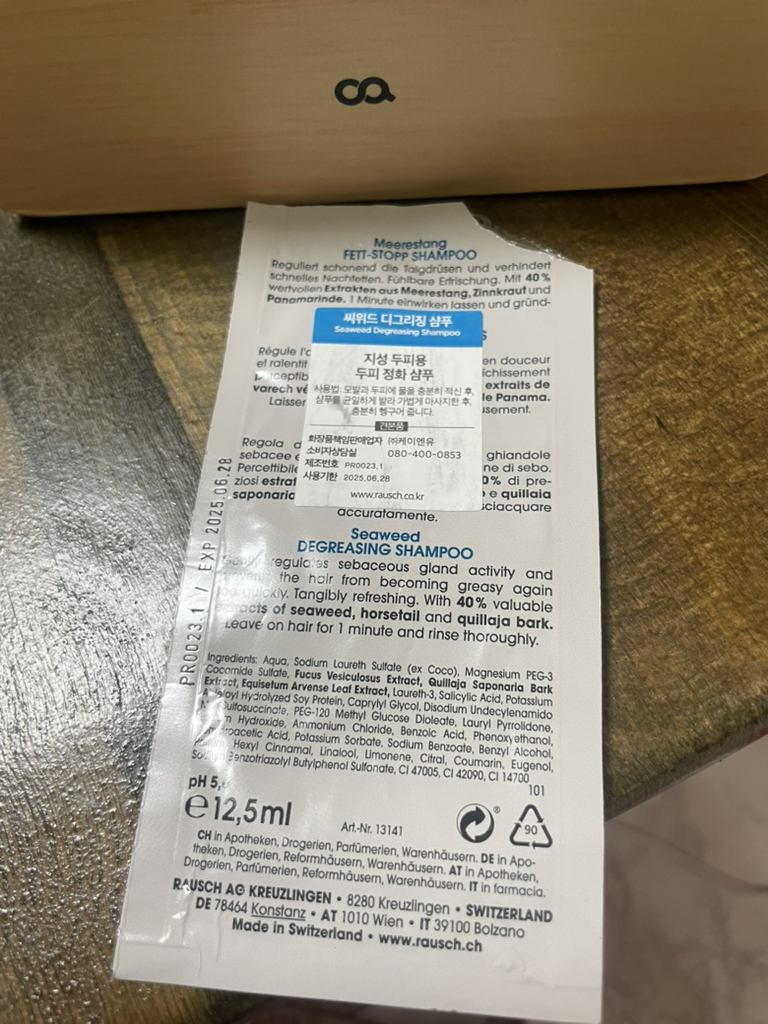 Meerestang
FETT-STOPP SHAMPOO
Reguliert schonend die Talgdrüsen und verhindert
schnelles Nachfetten. Fühlbare Erfrischung. Mit 40%
wertvollen Extrakten aus Meerestang, Zinnkraut und
Panamarinde. 1 Minute einwirken lassen und gründ-
S
Régule l'a
en douceur
et ralentit
ichissement
perceptib
extraits de
varech vé
de Panama.
Laisser
usement.
씨위드 디그리징 샴푸
Seaweed Degreasing Shampoo
지성 두피용
두피 정화 샴푸
사용법: 모발과 두피에 물을 충분히 적신 후,
샴푸를 균일하게 발라 가볍게 마사지한 후,
충분히 헹구어 줍니다.
견본품
화장품책임판매업자 ㈜케이엔유
소비자상담실 080-400-0853
제조번호 PR0023.1
사용기한 2025.06.28
www.rausch.co.kr
Regola d
ghiandole
sebacee e
ne di sebo.
Percettibile
0% di pre-
ziosi estrat
o e quillaia
saponaria
sciacquare
accuratamente.
Seaweed
DEGREASING SHAMPOO
regulates sebaceous gland activity and
the hair from becoming greasy again
quickly. Tangibly refreshing. With 40% valuable
extracts of seaweed, horsetail and quillaja bark.
Leave on hair for 1 minute and rinse thoroughly.
PR0023.1 / EXP 2025.06.28
Ingredients: Aqua, Sodium Laureth Sulfate (ex Coco), Magnesium PEG-3
Cocamide Sulfate, Fucus Vesiculosus Extract, Quillaja Saponaria Bark
Extract, Equisetum Arvense Leaf Extract, Laureth-3, Salicylic Acid, Potassium
Hydrolyzed Soy Protein, Caprylyl Glycol, Disodium Undecylenamido
Sulfosuccinate, PEG-120 Methyl Glucose Dioleate, Lauryl Pyrrolidone,
Hydroxide, Ammonium Chloride, Benzoic Acid, Phenoxyethanol,
Potassium Sorbate, Sodium Benzoate, Benzyl Alcohol,
Hexyl Cinnamal, Linalool, Limonene, Citral, Coumarin, Eugenol,
Benzotriazolyl Butylphenol Sulfonate, CI 47005, CI 42090, CI 14700
101
pH 5,
e 12,5ml
Art.-Nr. 13141
®
90
CH in Apotheken, Drogerien, Parfümerien, Warenhäusern. DE in Apo-
theken, Drogerien, Reformhäusern, Warenhäusern. AT in Apotheken,
Drogerien, Parfümerien, Reformhäusern, Warenhäusern. IT in farmacia.
RAUSCH AG KREUZLINGEN • 8280 Kreuzlingen • SWITZERLAND
DE 78464 Konstanz • AT 1010 Wien • IT 39100 Bolzano
Made in Switzerland • www.rausch.ch